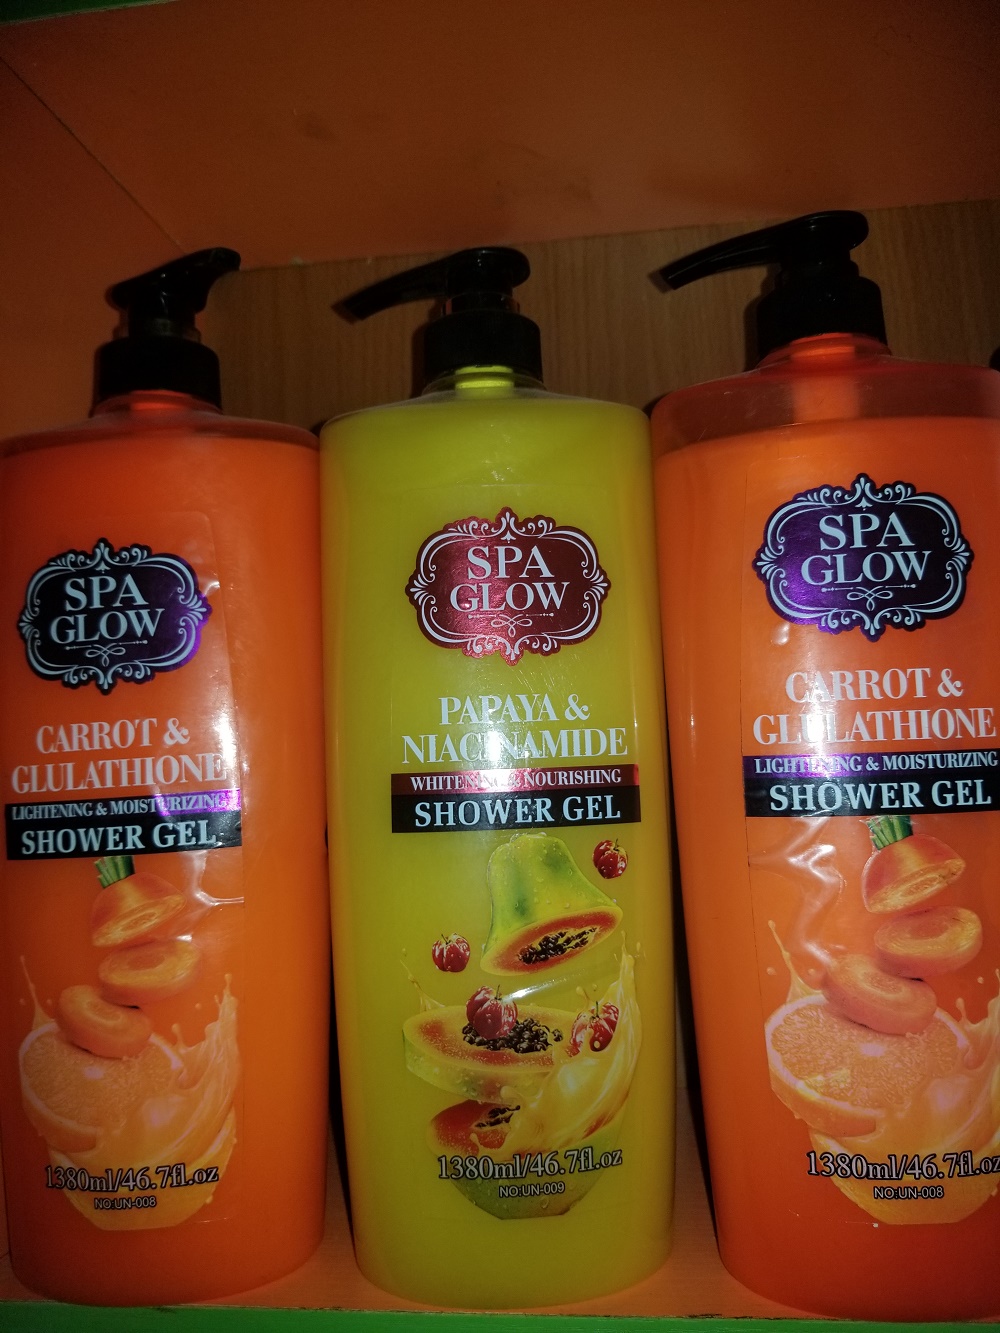 SPA
GLOW
CARROT &
GLULATHIONE
LIGHTENING & MOISTURIZING
SHOWER GEL
1380ml/46.7fl.oz
NO:UN-008
SPA
GLOW
PAPAYA &
NIACINAMIDE
WHITENING & NOURISHING
SHOWER GEL
1380ml/46.7fl.oz
NO:UN-009
SPA
GLOW
CARROT &
GLULATHIONE
LIGHTENING & MOISTURIZING
SHOWER GEL
1380ml/46.7fl.oz
NO:UN-008